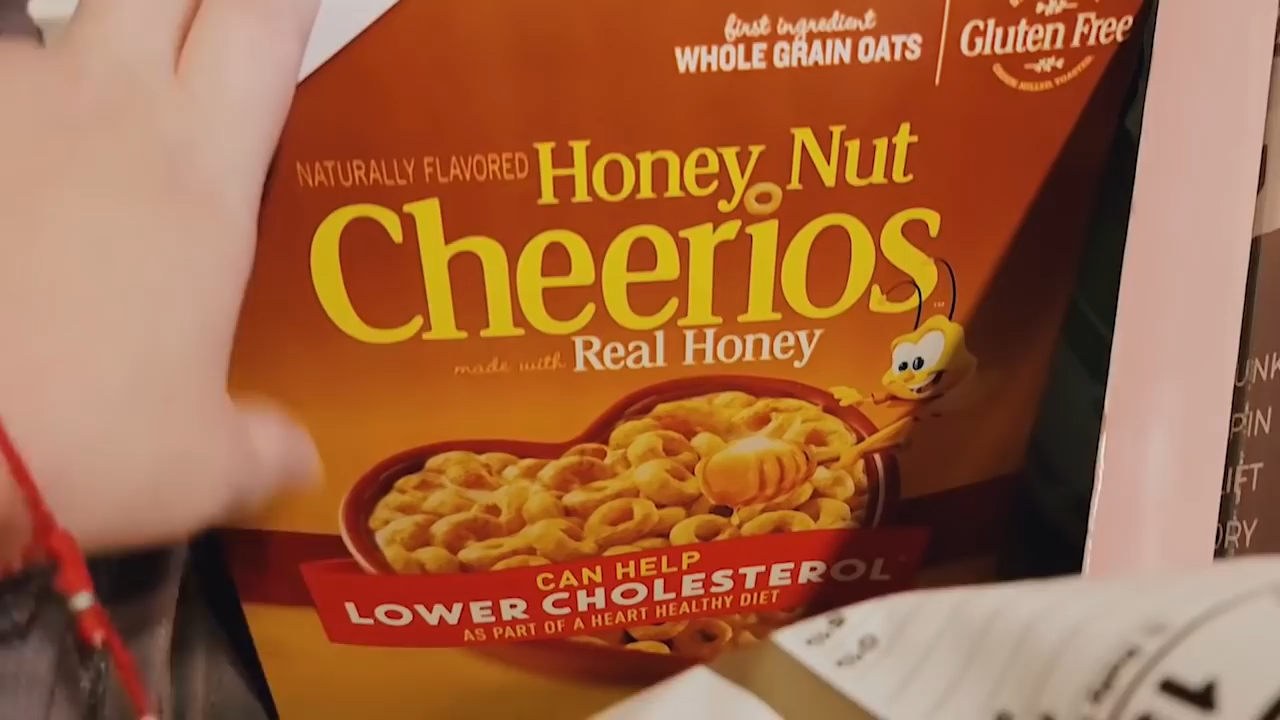 first ingredient
WHOLE GRAIN OATS
Gluten Free
NATURALLY FLAVORED Honey Nut
Cheerios
made with Real Honey
CAN HELP
LOWER CHOLESTEROL
AS PART OF A HEART HEALTHY DIET